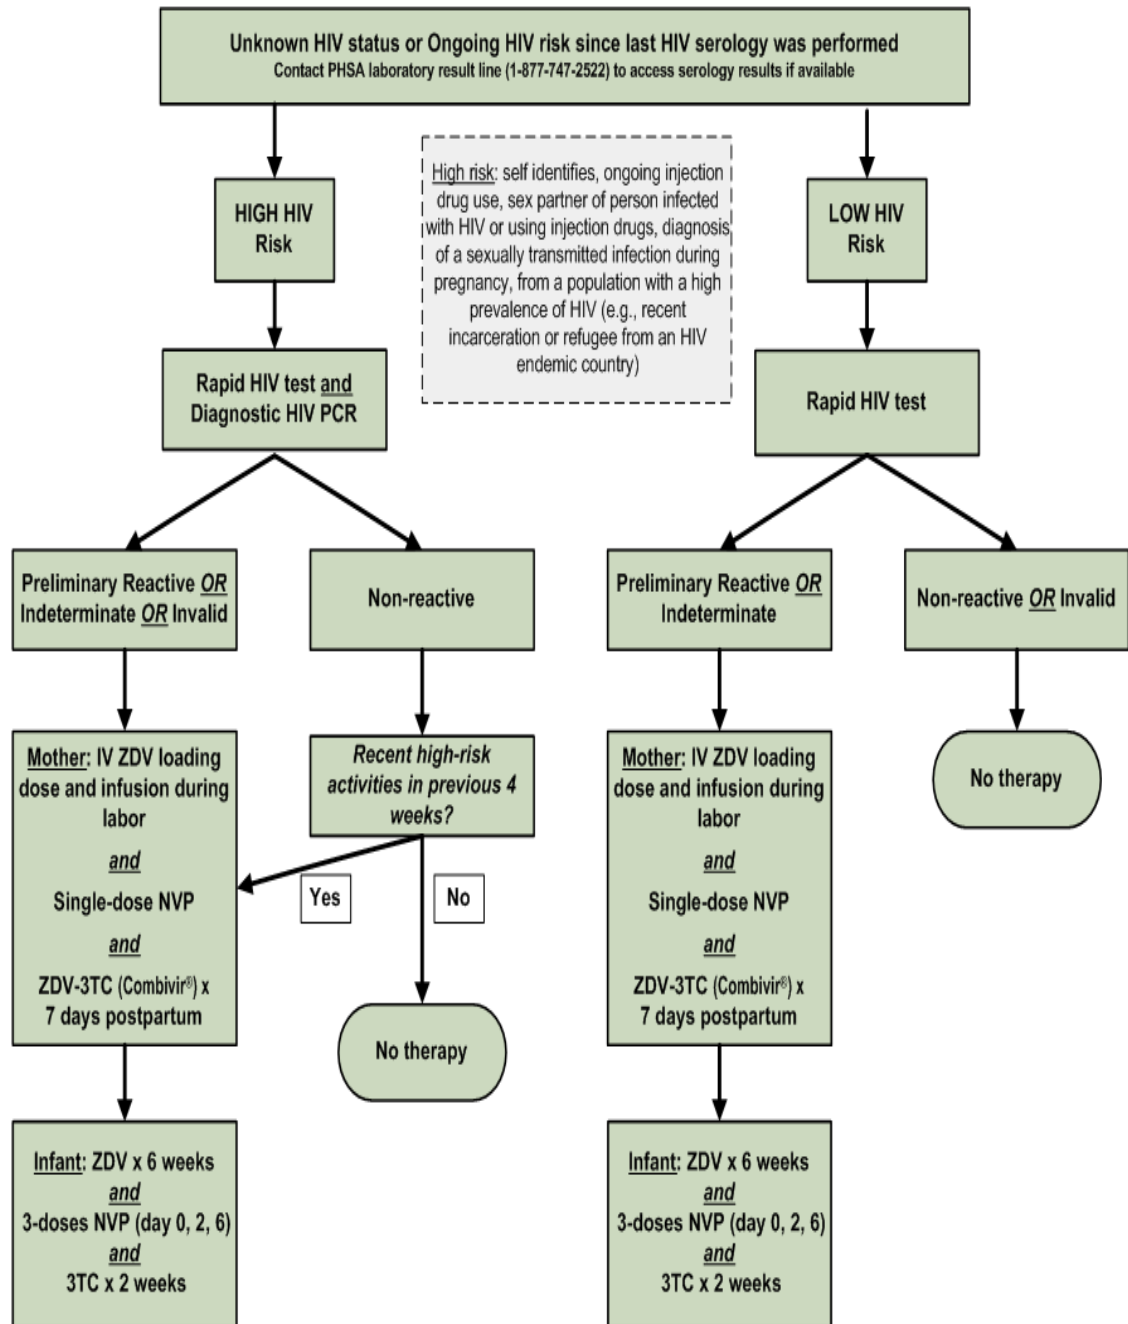 Unknown HIV status or Ongoing HIV risk since last HIV serology was performed
Contact PHSA laboratory result line (1-877-747-2522) to access serology results if available
HIGH HIV
Risk
High risk: self identifies, ongoing injection
drug use, sex partner of person infected
with HIV or using injection drugs, diagnosis
of a sexually transmitted infection during
pregnancy, from a population with a high
prevalence of HIV (e.g., recent
incarceration or refugee from an HIV
endemic country)
LOW HIV
Risk
Rapid HIV test and
Diagnostic HIV PCR
Rapid HIV test
Preliminary Reactive OR
Indeterminate OR Invalid
Non-reactive
Preliminary Reactive OR
Indeterminate
Non-reactive OR Invalid
Mother: IV ZDV loading
dose and infusion during
labor
and
Single-dose NVP
and
ZDV-3TC (Combivir®) x
7 days postpartum
Recent high-risk
activities in previous 4
weeks?
Yes
No
No therapy
Mother: IV ZDV loading
dose and infusion during
labor
and
Single-dose NVP
and
ZDV-3TC (Combivir®) x
7 days postpartum
No therapy
Infant: ZDV x 6 weeks
and
3-doses NVP (day 0, 2, 6)
and
3TC x 2 weeks
Infant: ZDV x 6 weeks
and
3-doses NVP (day 0, 2, 6)
and
3TC x 2 weeks